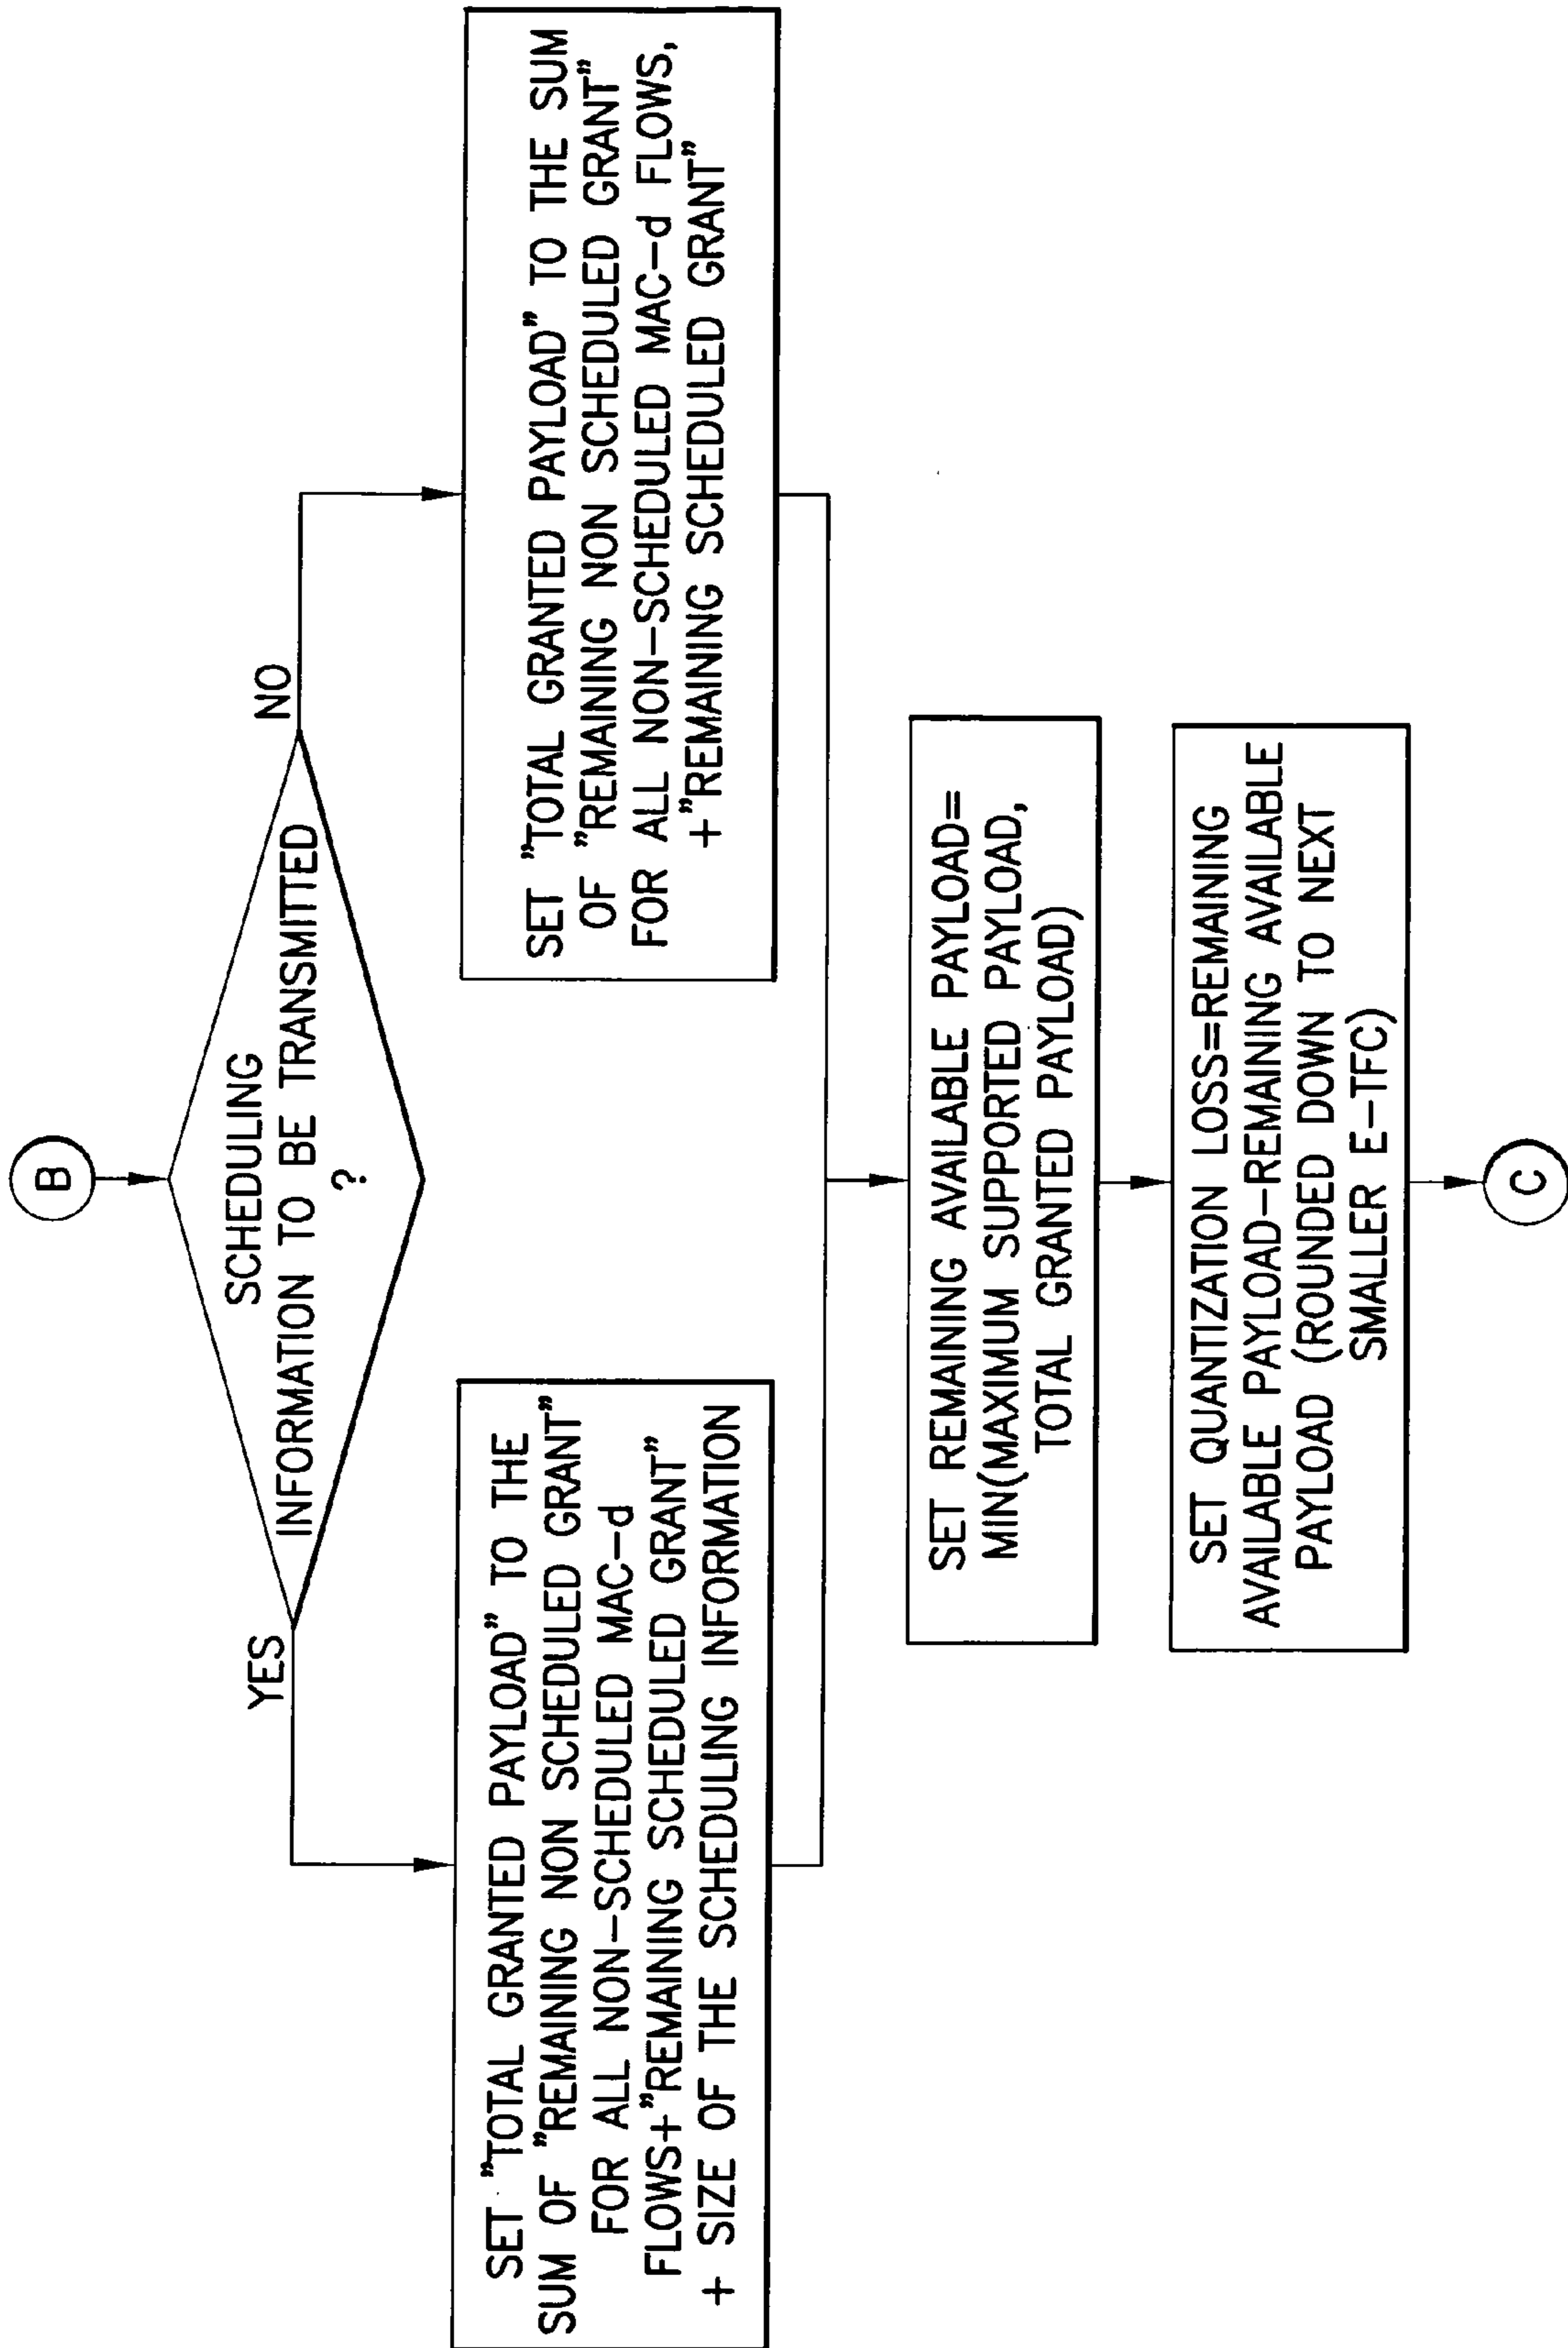 B
SCHEDULING
INFORMATION TO BE TRANSMITTED
?
YES
NO
SET "TOTAL GRANTED PAYLOAD" TO THE
SUM OF "REMAINING NON SCHEDULED GRANT"
FOR ALL NON-SCHEDULED MAC-d
FLOWS+"REMAINING SCHEDULED GRANT"
+ SIZE OF THE SCHEDULING INFORMATION
SET "TOTAL GRANTED PAYLOAD" TO THE SUM
OF "REMAINING NON SCHEDULED GRANT"
FOR ALL NON-SCHEDULED MAC-d FLOWS,
+"REMAINING SCHEDULED GRANT"
SET REMAINING AVAILABLE PAYLOAD=
MIN(MAXIMUM SUPPORTED PAYLOAD,
TOTAL GRANTED PAYLOAD)
SET QUANTIZATION LOSS=REMAINING
AVAILABLE PAYLOAD-REMAINING AVAILABLE
PAYLOAD (ROUNDED DOWN TO NEXT
SMALLER E-TFC)
C